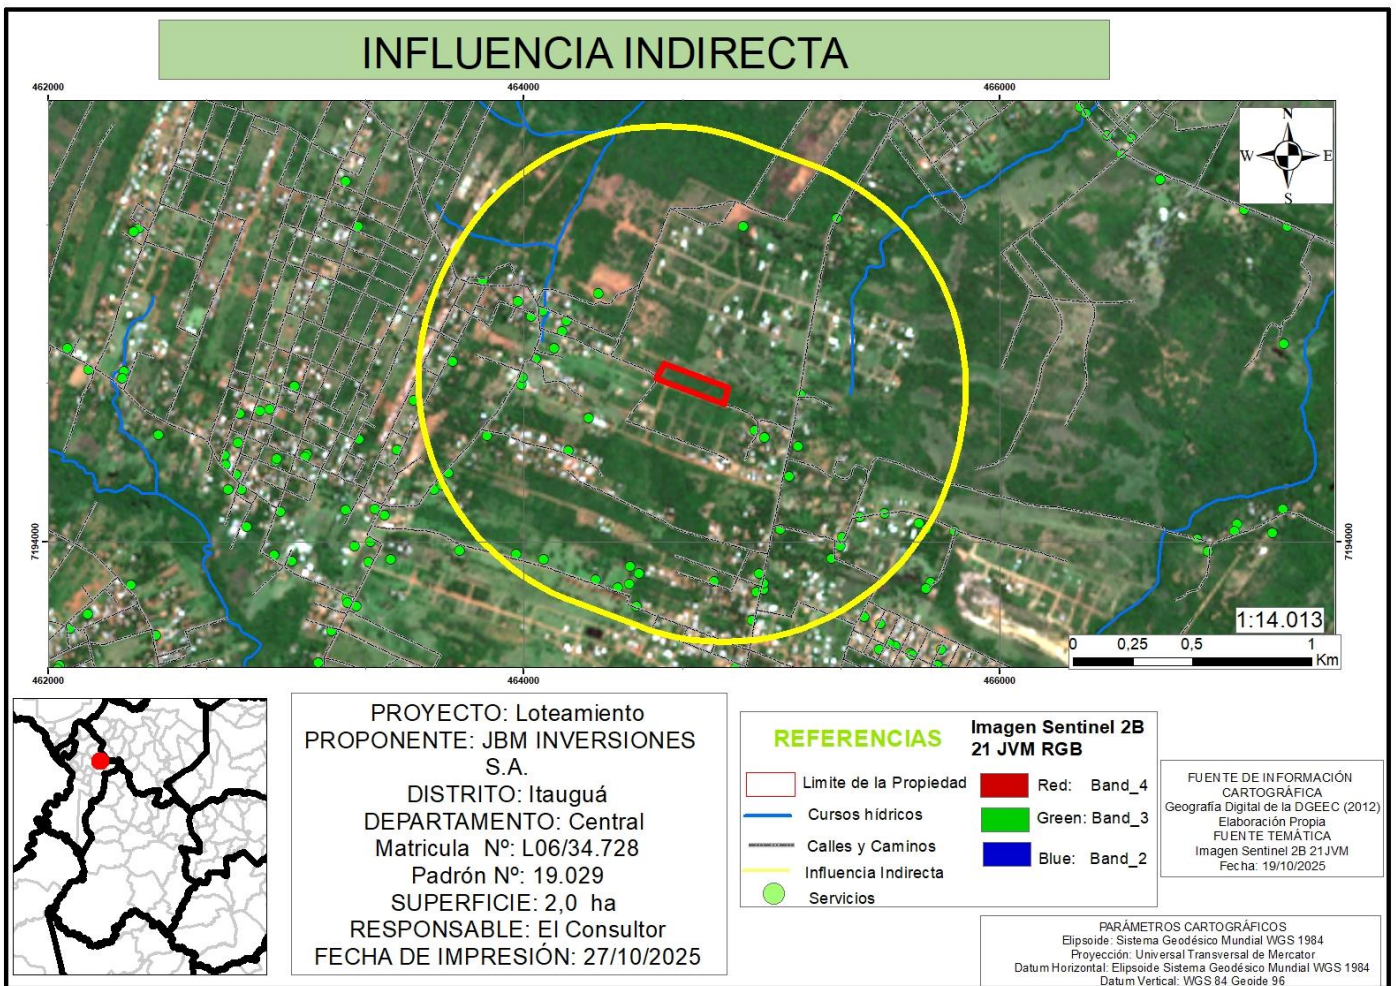 INFLUENCIA INDIRECTA
462000
464000
466000
N
W
E
S
7194000
7194000
1:14.013
0
0,25
0,5
1
Km
462000
464000
466000
PROYECTO: Loteamiento
PROPONENTE: JBM INVERSIONES
S.A.
DISTRITO: Itauguá
DEPARTAMENTO: Central
Matricula Nº: L06/34.728
Padrón Nº: 19.029
SUPERFICIE: 2,0 ha
RESPONSABLE: El Consultor
FECHA DE IMPRESIÓN: 27/10/2025
REFERENCIAS
Limite de la Propiedad
Cursos hídricos
Calles y Caminos
Influencia Indirecta
Servicios
Imagen Sentinel 2B
21 JVM RGB
Red: Band_4
Green: Band_3
Blue: Band_2
FUENTE DE INFORMACIÓN
CARTOGRÁFICA
Geografía Digital de la DGEEC (2012)
Elaboración Propia
FUENTE TEMÁTICA
Imagen Sentinel 2B 21JVM
Fecha: 19/10/2025
PARÁMETROS CARTOGRÁFICOS
Elipsoide: Sistema Geodésico Mundial WGS 1984
Proyección: Universal Transversal de Mercator
Datum Horizontal: Elipsoide Sistema Geodésico Mundial WGS 1984
Datum Vertical: WGS 84 Geoide 96